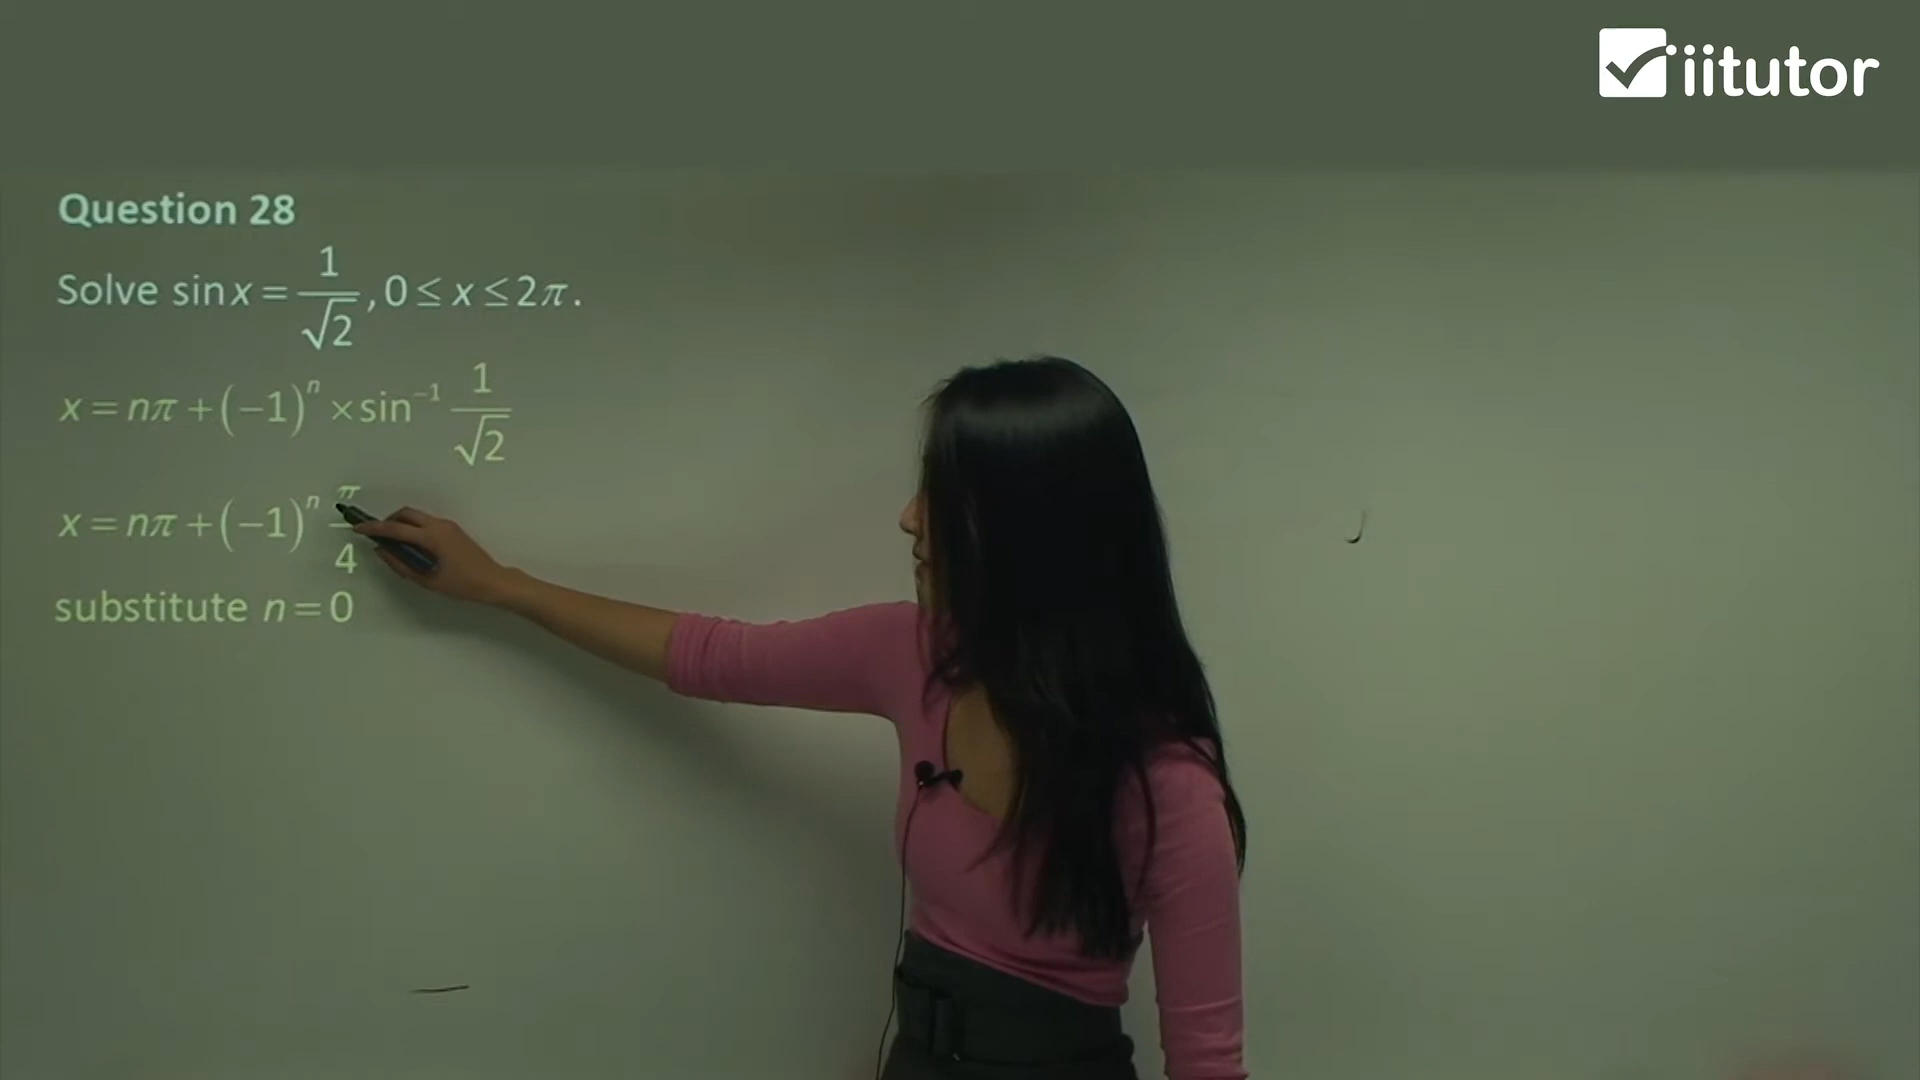 iitutor
Question 28
Solve sin x = 1/√2, 0 ≤ x ≤ 2π.
x = nπ + (−1)ⁿ × sin⁻¹ 1/√2
x = nπ + (−1)ⁿ π/4
substitute n = 0